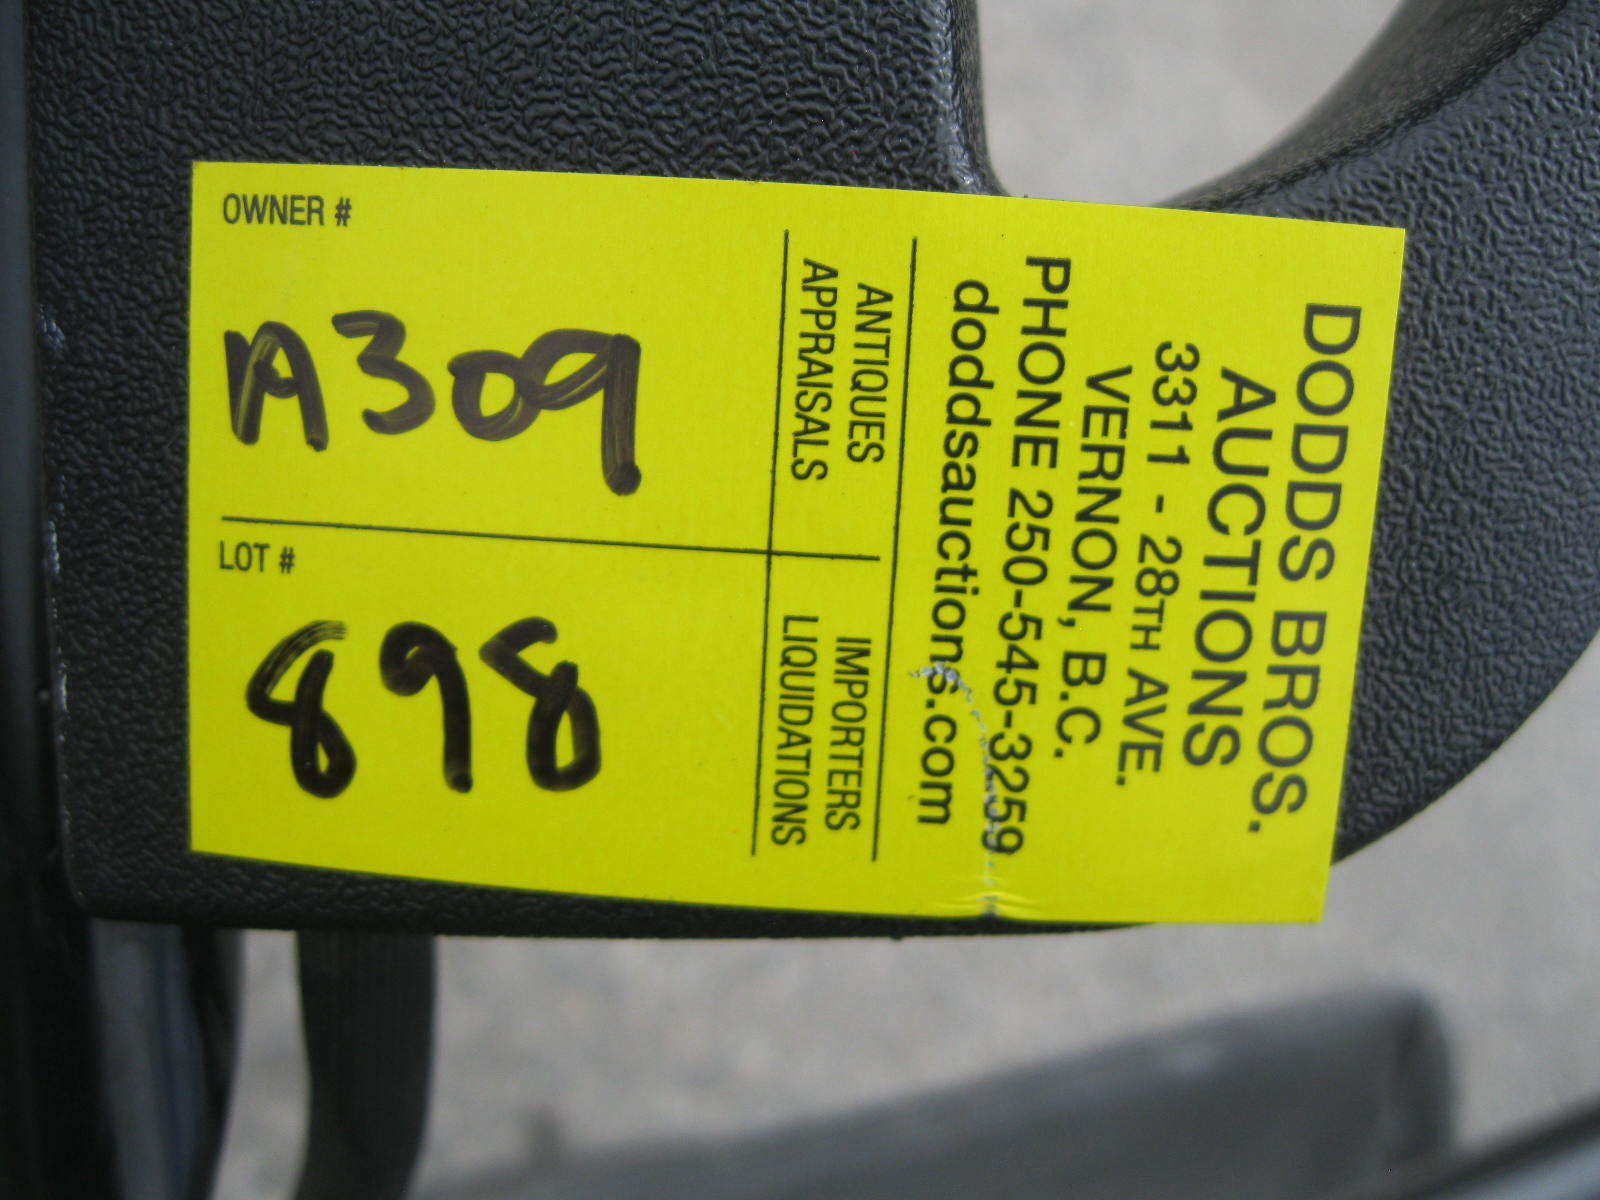 DODDS BROS.
AUCTIONS
3311 - 28TH AVE.
VERNON, B.C.
PHONE 250-545-3259
doddsauctions.com
ANTIQUES
APPRAISALS
IMPORTERS
LIQUIDATIONS
OWNER #
A309
LOT #
898